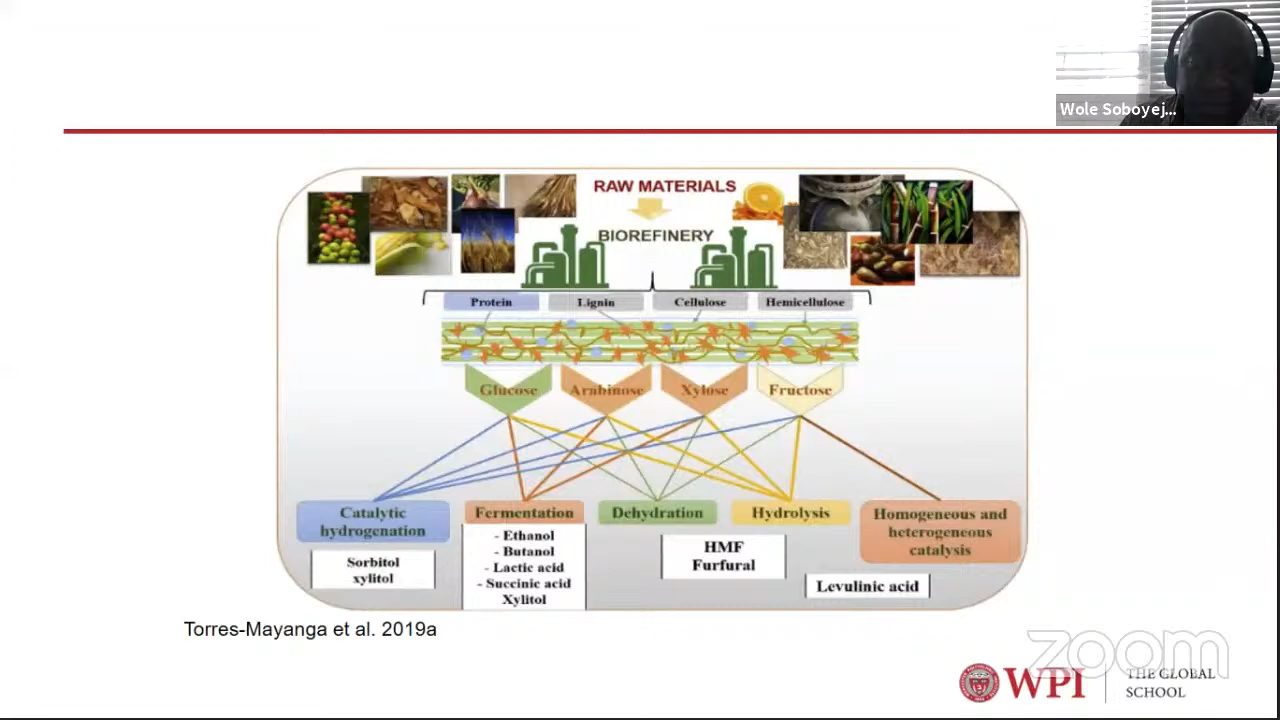 Wole Soboyej...
RAW MATERIALS
BIOREFINERY
Protein
Lignin
Cellulose
Hemicellulose
Glucose
Arabinose
Xylose
Fructose
Catalytic
hydrogenation
Sorbitol
xylitol
Fermentation
- Ethanol
- Butanol
- Lactic acid
- Succinic acid
Xylitol
Dehydration
Hydrolysis
HMF
Furfural
Homogeneous and
heterogeneous
catalysis
Levulinic acid
Torres-Mayanga et al. 2019a
zoom
WPI
THE GLOBAL
SCHOOL